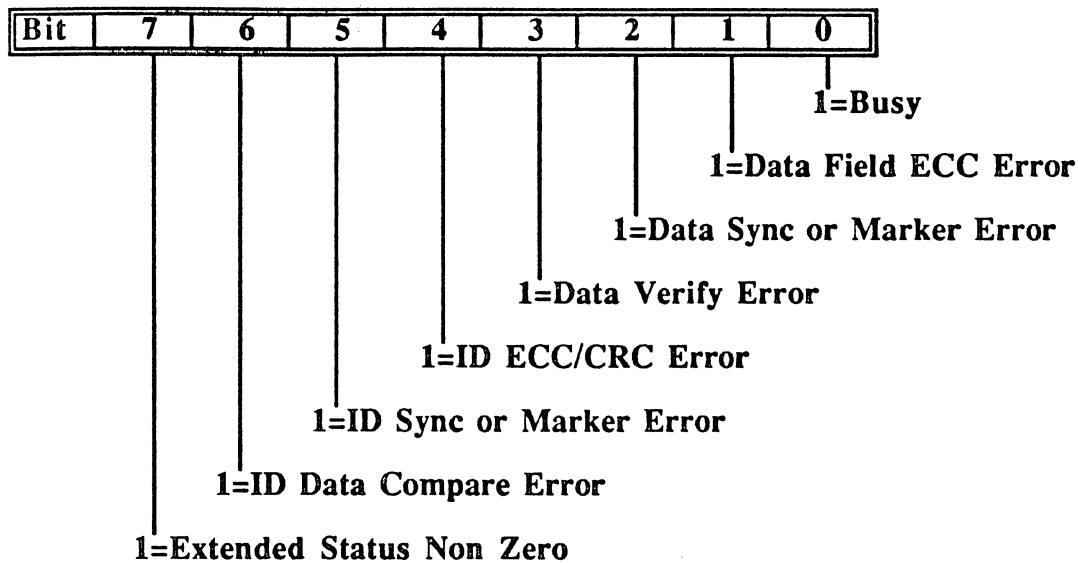 Bit 7 6 5 4 3 2 1 0
1=Busy
1=Data Field ECC Error
1=Data Sync or Marker Error
1=Data Verify Error
1=ID ECC/CRC Error
1=ID Sync or Marker Error
1=ID Data Compare Error
1=Extended Status Non Zero